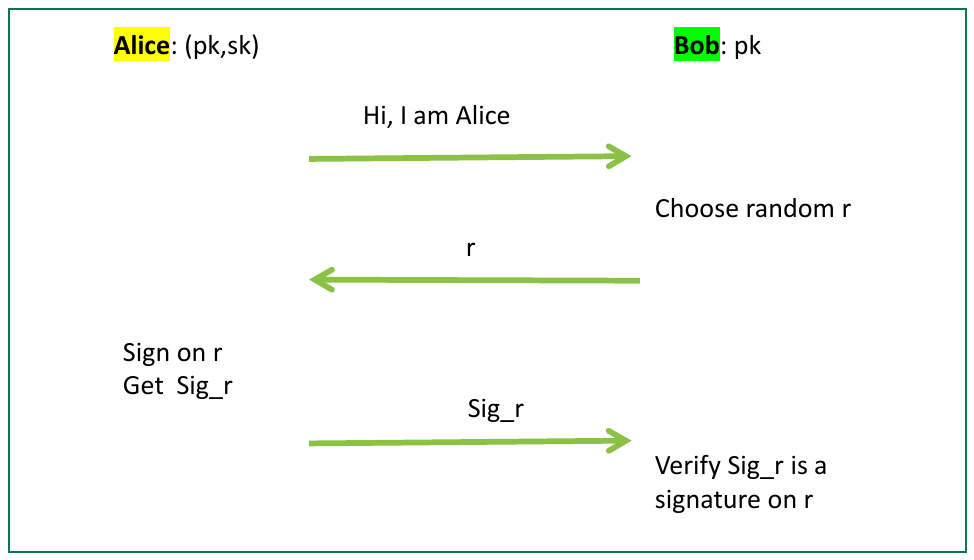 Alice: (pk,sk)
Bob: pk
Hi, I am Alice
Choose random r
r
Sign on r
Get  Sig_r
Sig_r
Verify Sig_r is a
signature on r